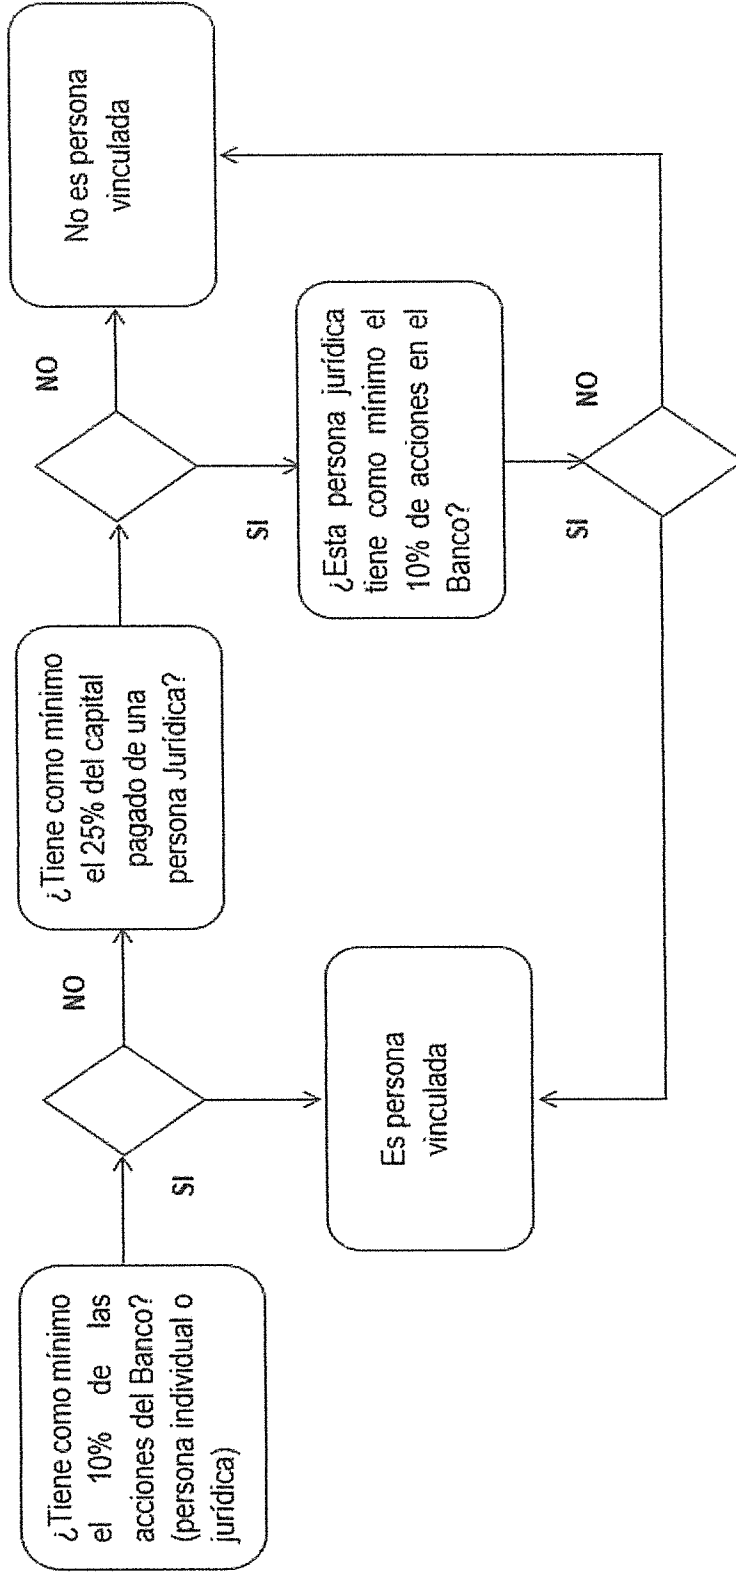 ¿Tiene como mínimo
el 10% de las
acciones del Banco?
(persona individual o
jurídica)
SI
NO
¿Tiene como mínimo
el 25% del capital
pagado de una
persona Jurídica?
NO
SI
No es persona
vinculada
Es persona
vinculada
¿Esta persona jurídica
tiene como mínimo el
10% de acciones en el
Banco?
SI
NO